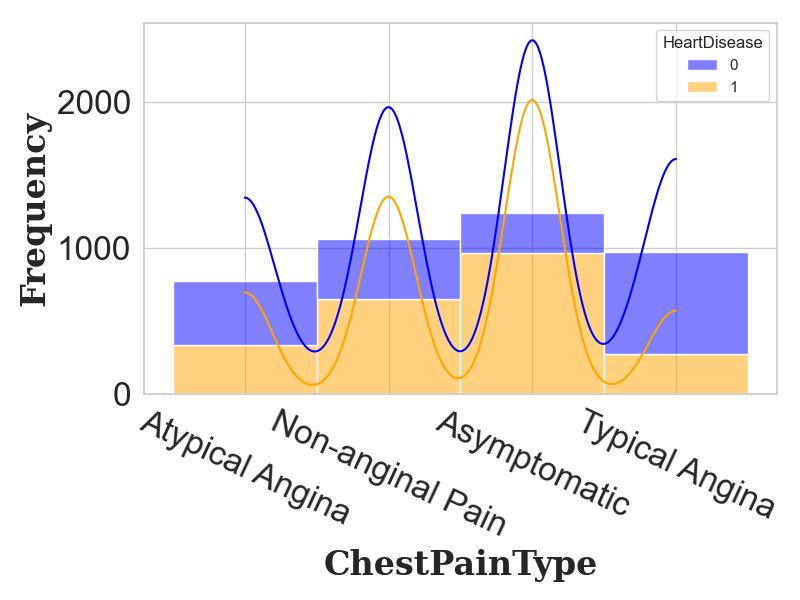 HeartDisease
0
1
2000
1000
0
Frequency
Atypical Angina
Non-anginal Pain
Asymptomatic
Typical Angina
ChestPainType